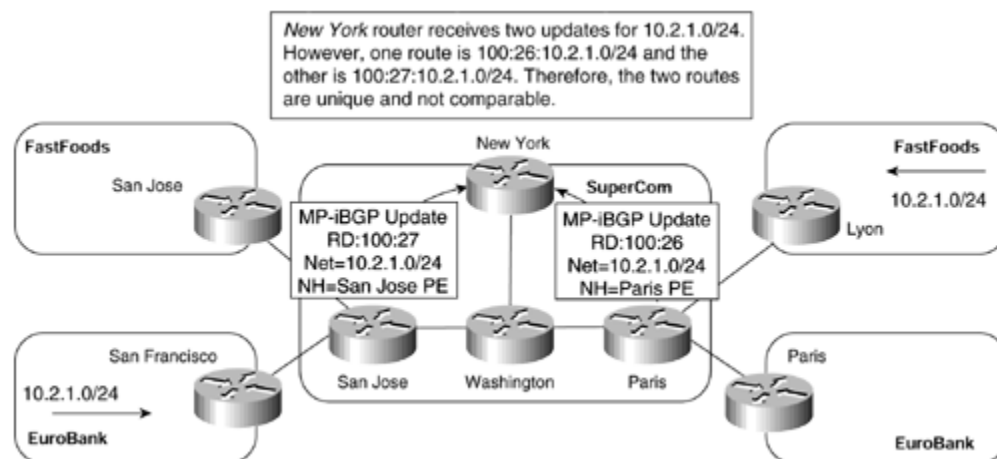 New York router receives two updates for 10.2.1.0/24.
However, one route is 100:26:10.2.1.0/24 and the
other is 100:27:10.2.1.0/24. Therefore, the two routes
are unique and not comparable.
FastFoods
San Jose
New York
SuperCom
FastFoods
10.2.1.0/24
Lyon
MP-iBGP Update
RD:100:27
Net=10.2.1.0/24
NH=San Jose PE
MP-iBGP Update
RD:100:26
Net=10.2.1.0/24
NH=Paris PE
San Francisco
10.2.1.0/24
EuroBank
San Jose
Washington
Paris
Paris
EuroBank